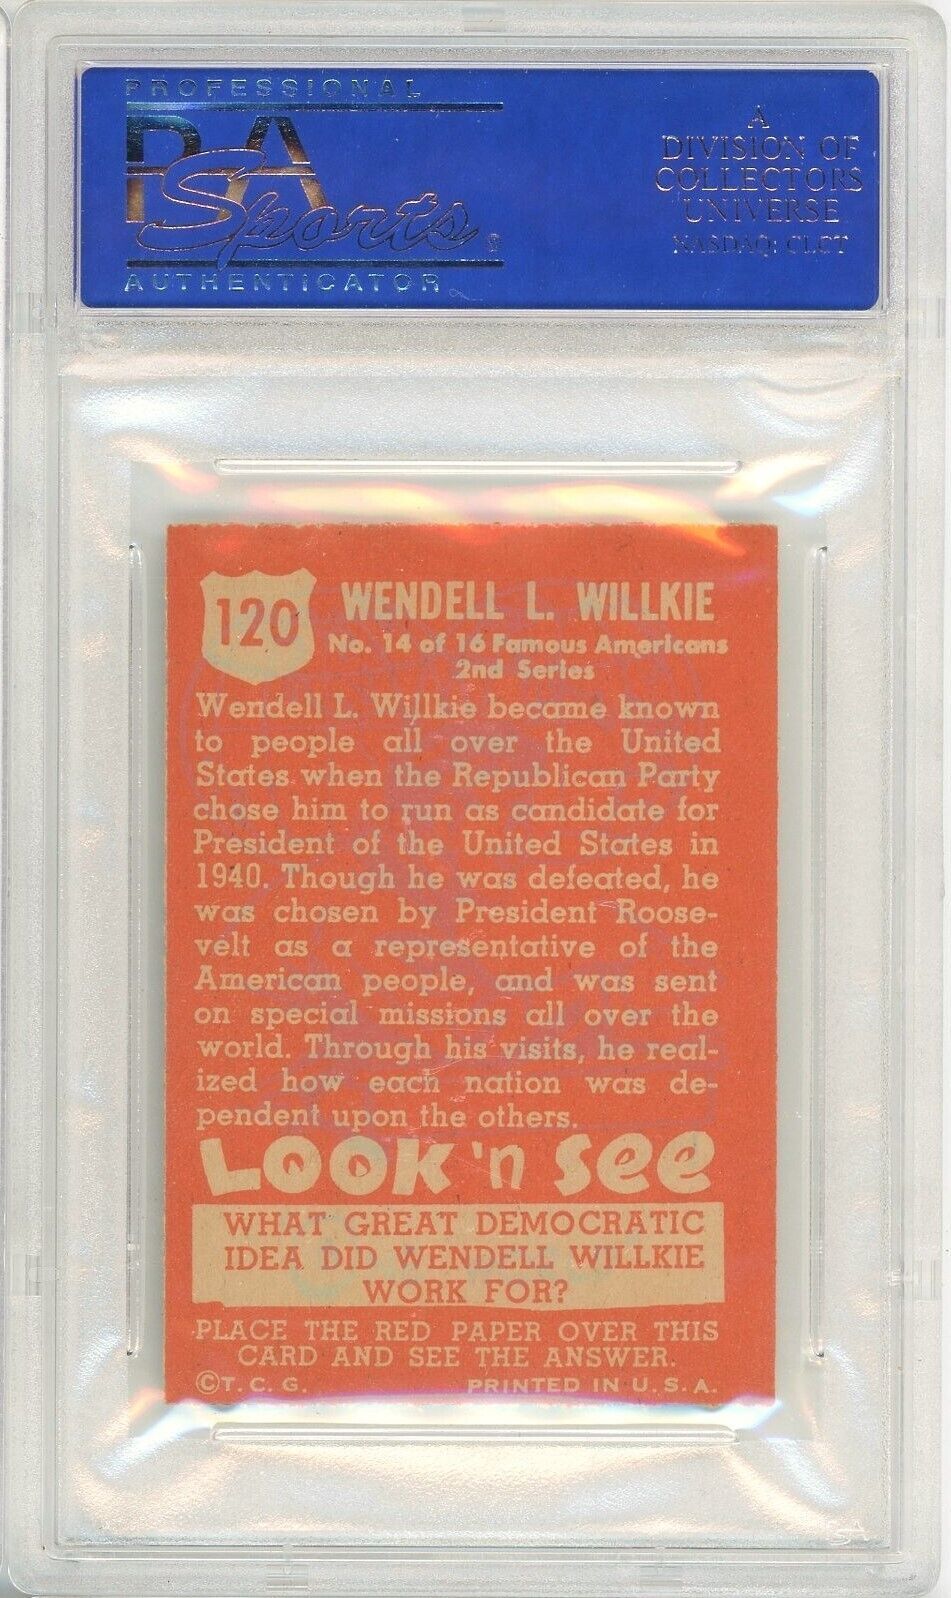 PROFESSIONAL
PSA
Sports®
AUTHENTICATOR
A
DIVISION OF
COLLECTORS
UNIVERSE
NASDAQ: CLCT
120
WENDELL L. WILLKIE
No. 14 of 16 Famous Americans
2nd Series
Wendell L. Willkie became known
to people all over the United
States when the Republican Party
chose him to run as candidate for
President of the United States in
1940. Though he was defeated, he
was chosen by President Roose-
velt as a representative of the
American people, and was sent
on special missions all over the
world. Through his visits, he real-
ized how each nation was de-
pendent upon the others.
LOOK 'n See
WHAT GREAT DEMOCRATIC
IDEA DID WENDELL WILLKIE
WORK FOR?
PLACE THE RED PAPER OVER THIS
CARD AND SEE THE ANSWER.
©T. C. G. PRINTED IN U. S. A.